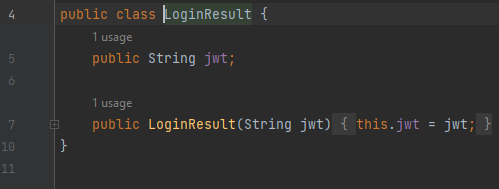 4 public class LoginResult {
1 usage
5 public String jwt;
6
1 usage
7 public LoginResult(String jwt) { this.jwt = jwt; }
10 }
11